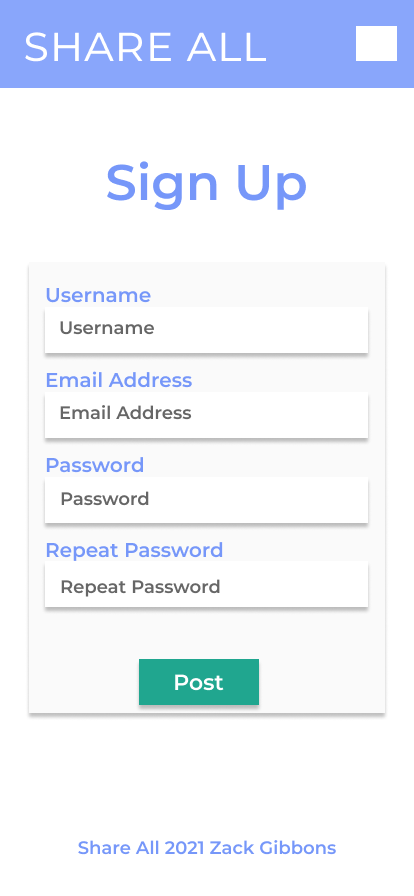 SHARE ALL
Sign Up
Username
Username
Email Address
Email Address
Password
Password
Repeat Password
Repeat Password
Post
Share All 2021 Zack Gibbons